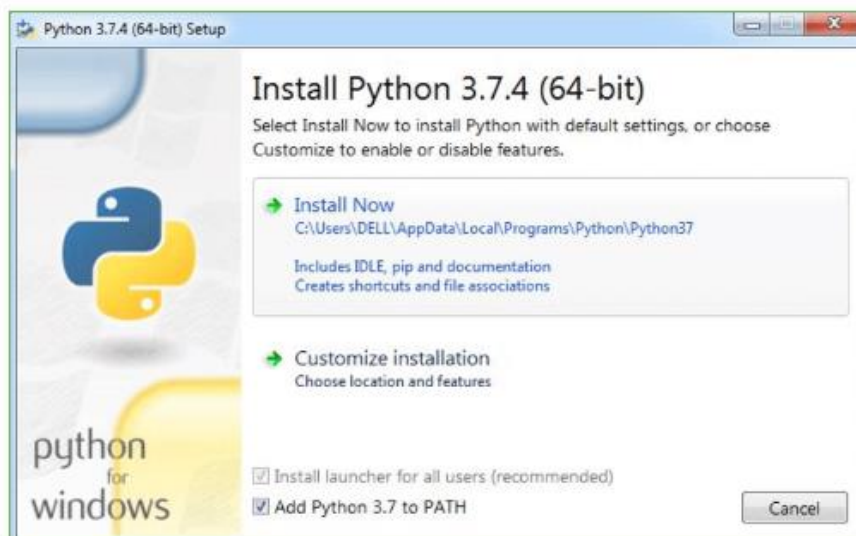 Python 3.7.4 (64-bit) Setup
Install Python 3.7.4 (64-bit)
Select Install Now to install Python with default settings, or choose
Customize to enable or disable features.
Install Now
C:\Users\DELL\AppData\Local\Programs\Python\Python37
Includes IDLE, pip and documentation
Creates shortcuts and file associations
Customize installation
Choose location and features
python
for
windows
Install launcher for all users (recommended)
Add Python 3.7 to PATH
Cancel